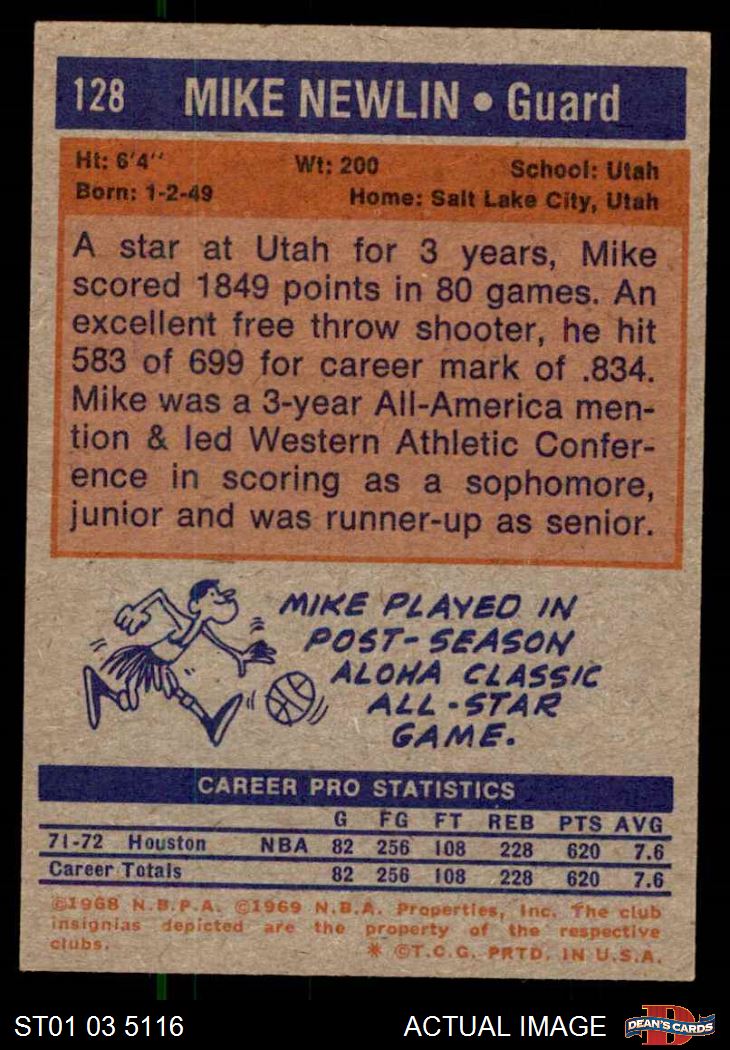 128 MIKE NEWLIN • Guard
Ht: 6'4" Wt: 200 School: Utah
Born: 1-2-49 Home: Salt Lake City, Utah
A star at Utah for 3 years, Mike
scored 1849 points in 80 games. An
excellent free throw shooter, he hit
583 of 699 for career mark of .834.
Mike was a 3-year All-America men-
tion & led Western Athletic Confer-
ence in scoring as a sophomore,
junior and was runner-up as senior.
MIKE PLAYED IN
POST-SEASON
ALOHA CLASSIC
ALL-STAR
GAME.
CAREER PRO STATISTICS
G FG FT REB PTS AVG
71-72 Houston NBA 82 256 108 228 620 7.6
Career Totals 82 256 108 228 620 7.6
©1968 N.B.P.A. ©1969 N.B.A. Properties, Inc. The club
insignias depicted are the property of the respective
clubs. * ©T.C.G. PRTD. IN U.S.A.
ST01 03 5116 ACTUAL IMAGE D DEAN'S CARDS